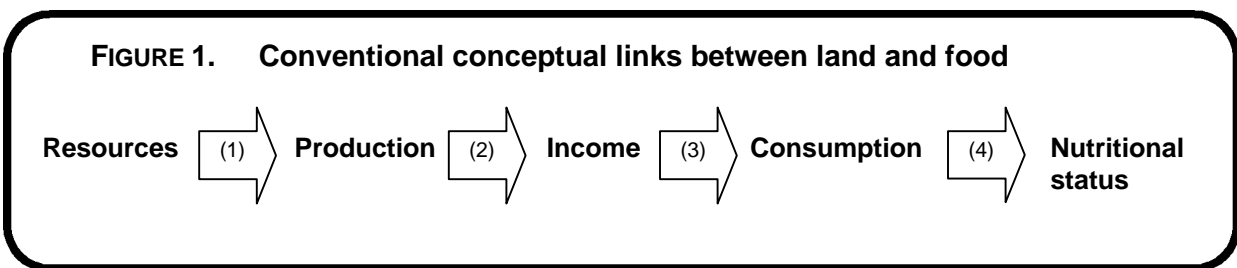 FIGURE 1. Conventional conceptual links between land and food
Resources (1) Production (2) Income (3) Consumption (4) Nutritional
status